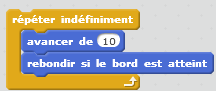 répéter indéfiniment
avancer de 10
rebondir si le bord est atteint